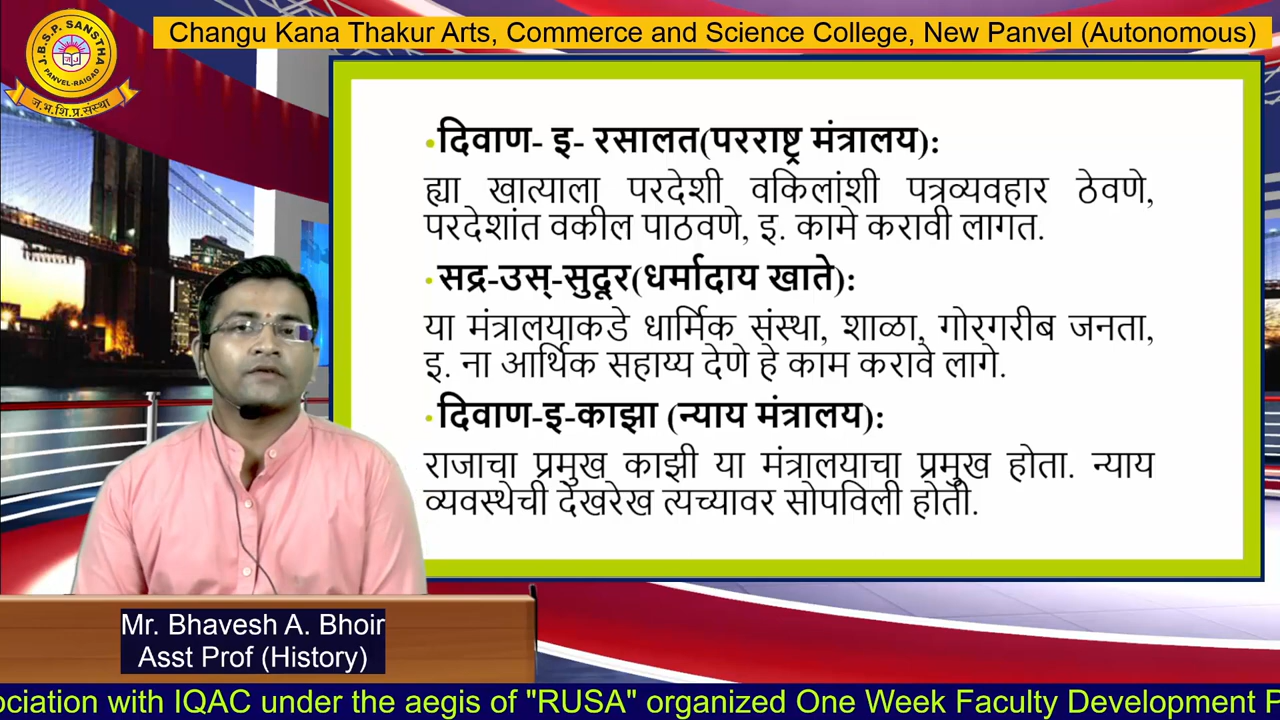 Changu Kana Thakur Arts, Commerce and Science College, New Panvel (Autonomous)
J.B.S.P. SANSTHA
PANVEL-RAIGAD
ज.भ.शि.प्र.संस्था
•दिवाण- इ- रसालत(परराष्ट्र मंत्रालय):
ह्या खात्याला परदेशी वकिलांशी पत्रव्यवहार ठेवणे,
परदेशांत वकील पाठवणे, इ. कामे करावी लागत.
•सद्र-उस्-सुदूर(धर्मादाय खाते):
या मंत्रालयाकडे धार्मिक संस्था, शाळा, गोरगरीब जनता,
इ. ना आर्थिक सहाय्य देणे हे काम करावे लागे.
•दिवाण-इ-काझा (न्याय मंत्रालय):
राजाचा प्रमुख काझी या मंत्रालयाचा प्रमुख होता. न्याय
व्यवस्थेची देखरेख त्यच्यावर सोपविली होती.
Mr. Bhavesh A. Bhoir
Asst Prof (History)
ociation with IQAC under the aegis of "RUSA" organized One Week Faculty Development P